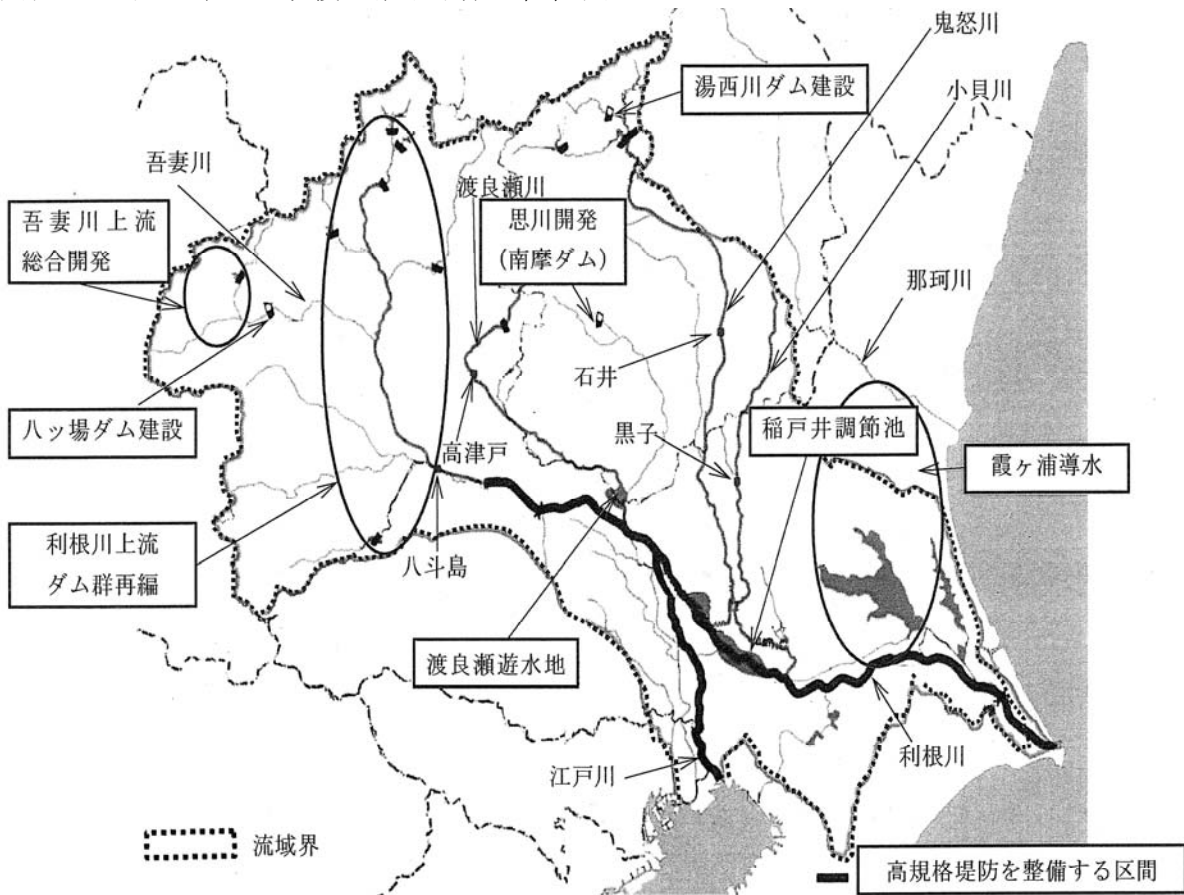 鬼怒川
湯西川ダム建設
小貝川
吾妻川
渡良瀬川
吾妻川上流
総合開発
思川開発
(南摩ダム)
那珂川
石井
八ッ場ダム建設
高津戸
黒子
稲戸井調節池
霞ヶ浦導水
利根川上流
ダム群再編
八斗島
渡良瀬遊水地
江戸川
利根川
流域界
高規格堤防を整備する区間